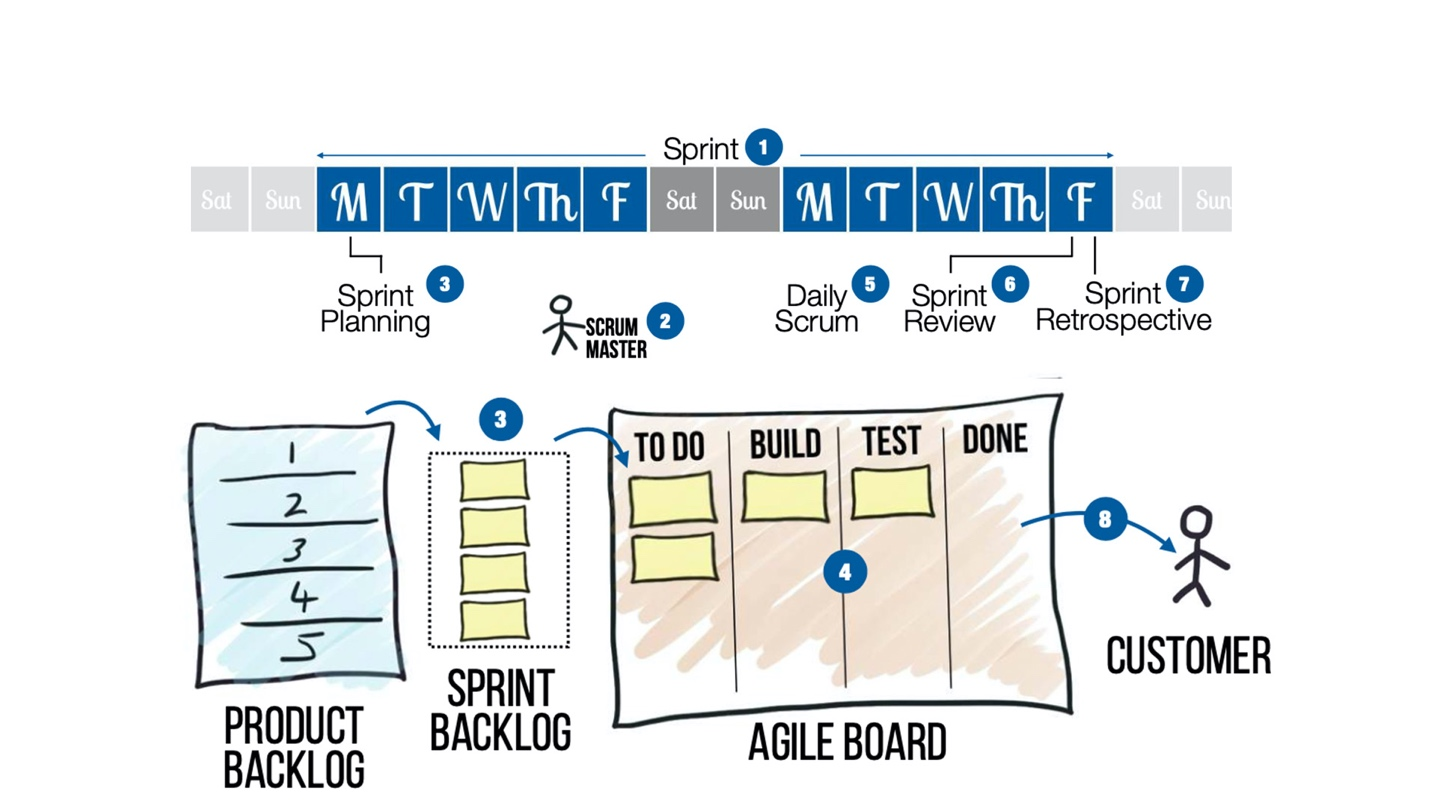 Sprint 1
Sat Sun M T W Th F Sat Sun M T W Th F Sat Sun
Sprint 3
Planning
SCRUM 2
MASTER
Daily 5
Scrum
Sprint 6
Review
Sprint 7
Retrospective
1
2
3
4
5
PRODUCT
BACKLOG
3
SPRINT
BACKLOG
TO DO BUILD TEST DONE
4
AGILE BOARD
8
CUSTOMER